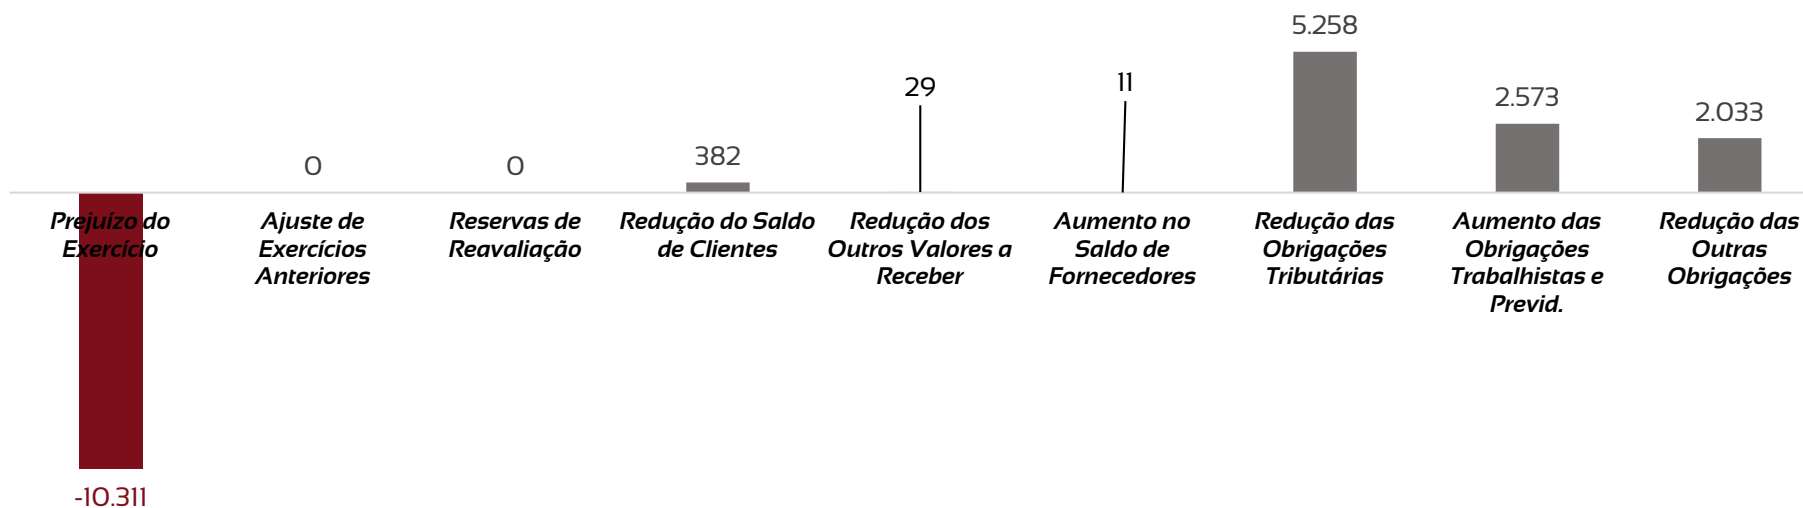 5.258
29
11
2.573
2.033
382
0
0
Prejuízo do
Exercício
Ajuste de
Exercícios
Anteriores
Reservas de
Reavaliação
Redução do Saldo
de Clientes
Redução dos
Outros Valores a
Receber
Aumento no
Saldo de
Fornecedores
Redução das
Obrigações
Tributárias
Aumento das
Obrigações
Trabalhistas e
Previd.
Redução das
Outras
Obrigações
-10.311